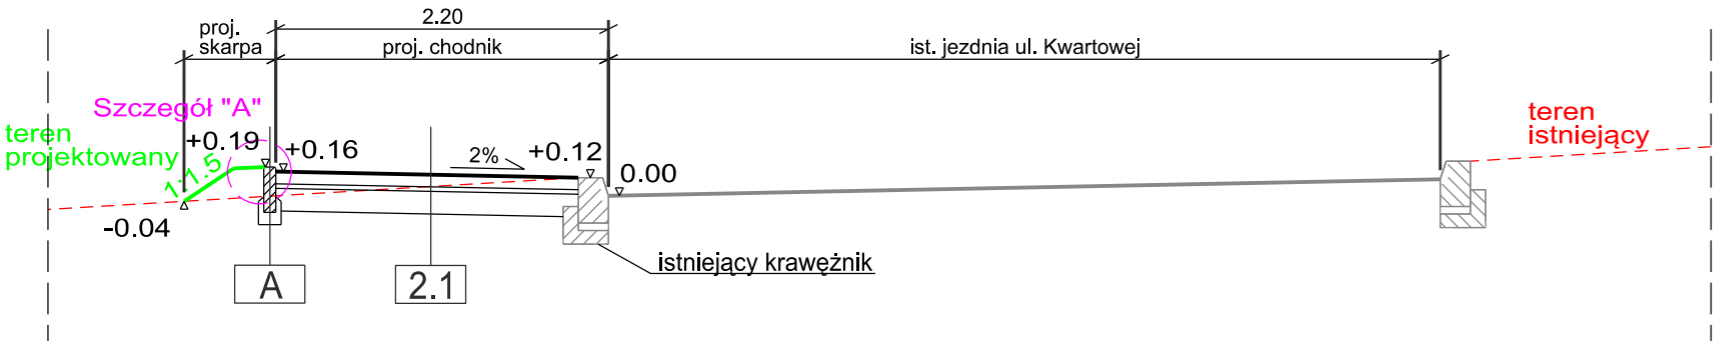 2.20
proj.
skarpa
proj. chodnik
ist. jezdnia ul. Kwartowej
Szczegół "A"
teren
projektowany
1:1.5
+0.19
+0.16
2%
+0.12
0.00
teren
istniejący
-0.04
istniejący krawężnik
A
2.1